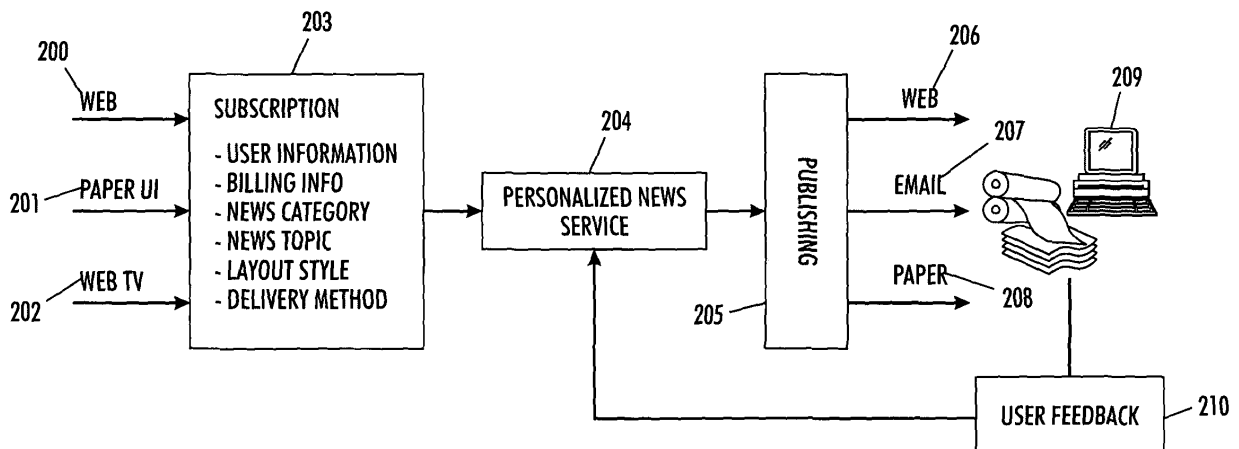 203
200
WEB
SUBSCRIPTION
- USER INFORMATION
- BILLING INFO
- NEWS CATEGORY
- NEWS TOPIC
- LAYOUT STYLE
- DELIVERY METHOD
201
PAPER UI
202
WEB TV
204
PERSONALIZED NEWS
SERVICE
205
PUBLISHING
206
WEB
207
EMAIL
PAPER
208
209
USER FEEDBACK
210